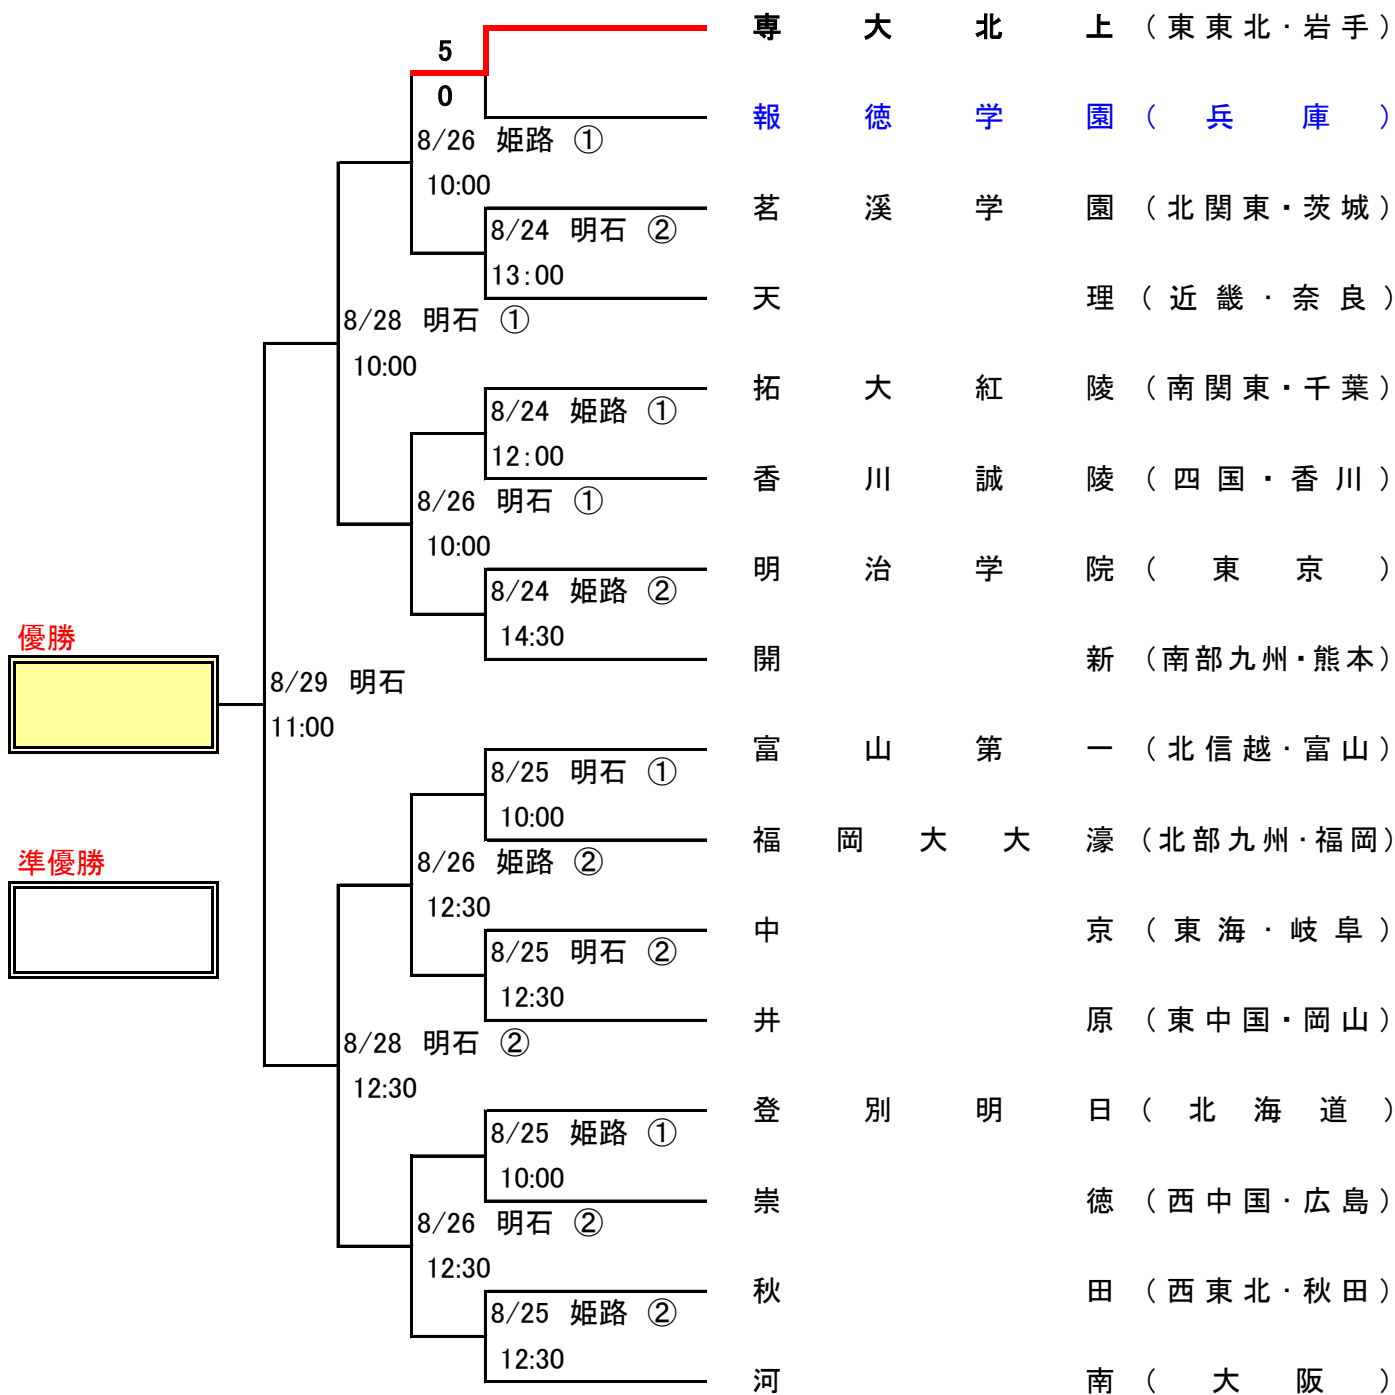 専大北上（東東北・岩手）
5
0
報徳学園（兵庫）
8/26 姫路 ①
10:00
茗溪学園（北関東・茨城）
8/24 明石 ②
13:00
天理（近畿・奈良）
8/28 明石 ①
10:00
拓大紅陵（南関東・千葉）
8/24 姫路 ①
12:00
香川誠陵（四国・香川）
8/26 明石 ①
10:00
明治学院（東京）
8/24 姫路 ②
14:30
開新（南部九州・熊本）
優勝
8/29 明石
11:00
富山第一（北信越・富山）
8/25 明石 ①
10:00
福岡大大濠（北部九州・福岡）
準優勝
8/26 姫路 ②
12:30
中京（東海・岐阜）
8/25 明石 ②
12:30
井原（東中国・岡山）
8/28 明石 ②
12:30
登別明日（北海道）
8/25 姫路 ①
10:00
崇徳（西中国・広島）
8/26 明石 ②
12:30
秋田（西東北・秋田）
8/25 姫路 ②
12:30
河南（大阪）